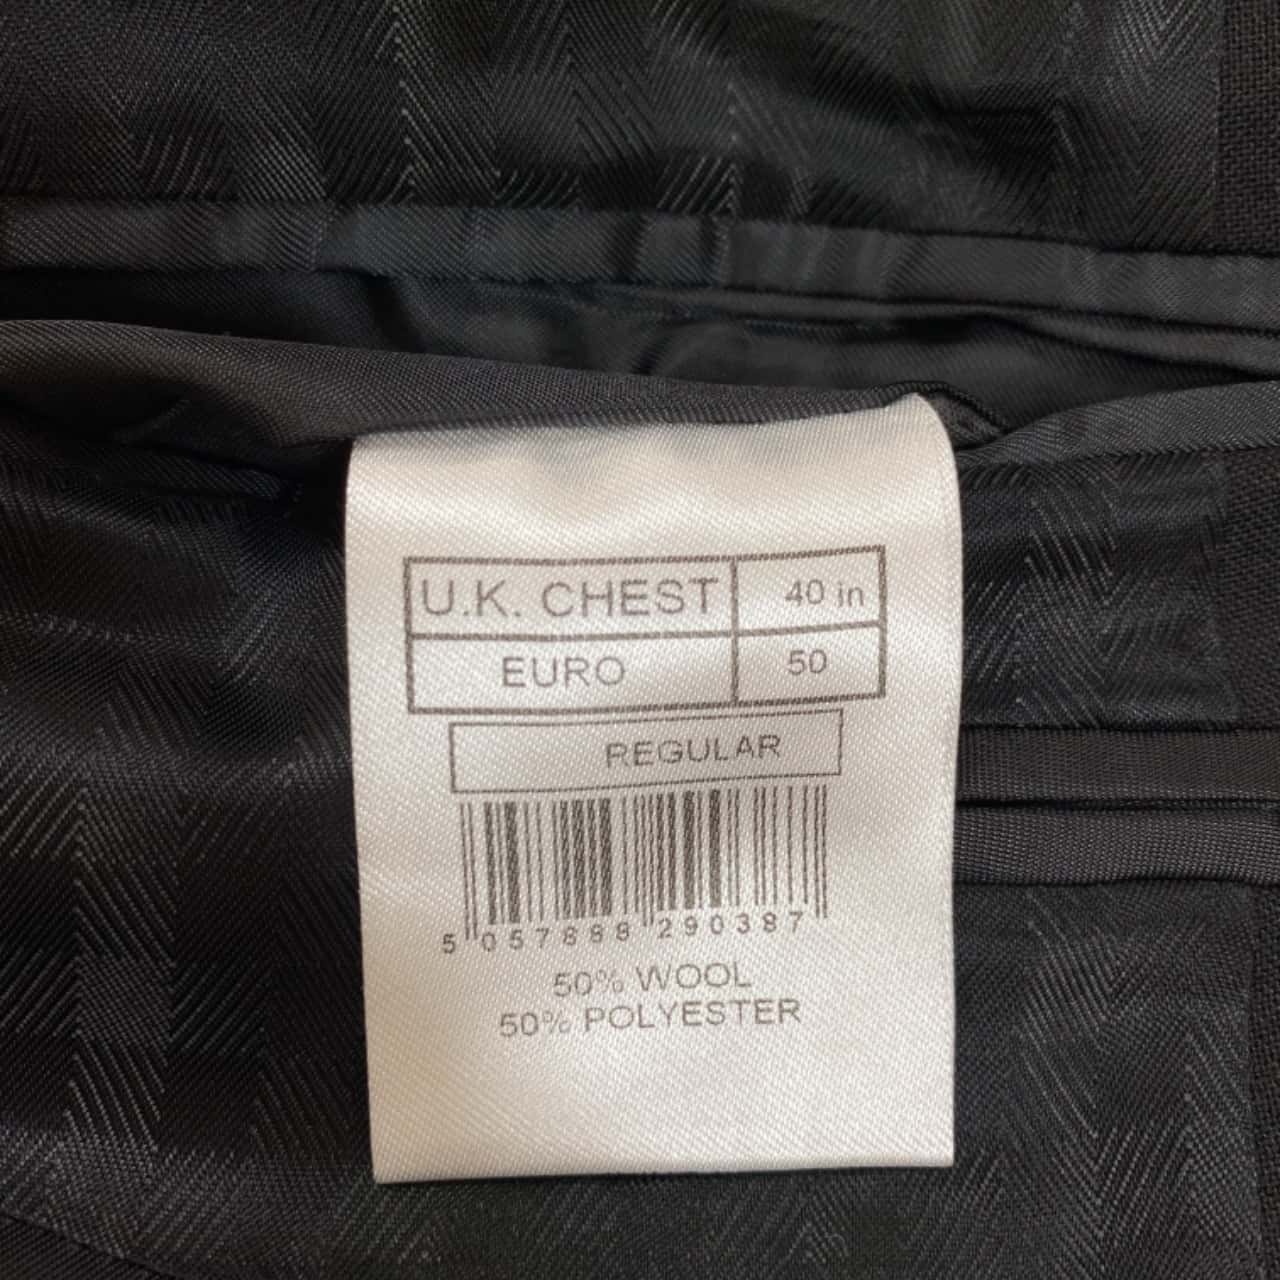 U.K. CHEST 40 in
EURO 50
REGULAR
5 057888 290387
50% WOOL
50% POLYESTER